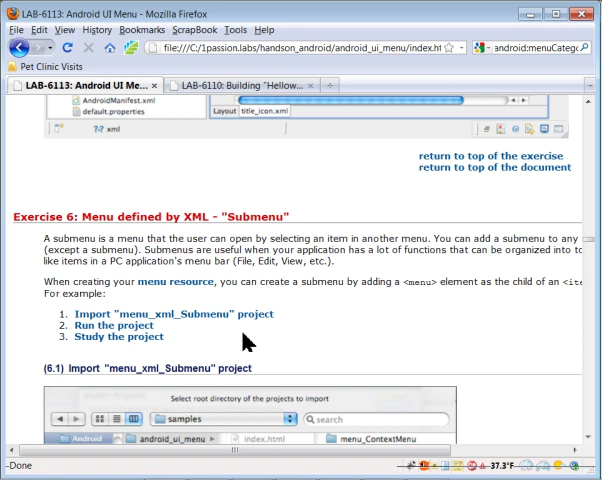 LAB-6113: Android UI Menu - Mozilla Firefox
File Edit View History Bookmarks ScrapBook Tools Help
file:///C:/1passion.labs/handson_android/android_ui_menu/index.ht
android:menuCateg
Pet Clinic Visits
LAB-6113: Android UI Me...
LAB-6110: Building "Hellow...
AndroidManifest.xml
default.properties
Layout title_icon.xml
?-? xml
return to top of the exercise
return to top of the document
Exercise 6: Menu defined by XML - "Submenu"
A submenu is a menu that the user can open by selecting an item in another menu. You can add a submenu to any
(except a submenu). Submenus are useful when your application has a lot of functions that can be organized into to
like items in a PC application's menu bar (File, Edit, View, etc.).
When creating your menu resource, you can create a submenu by adding a <menu> element as the child of an <ite
For example:
1. Import "menu_xml_Submenu" project
2. Run the project
3. Study the project
(6.1) Import "menu_xml_Submenu" project
Select root directory of the projects to import
samples
search
Android
android_ui_menu
index.html
menu_ContextMenu
Done
37.3°F